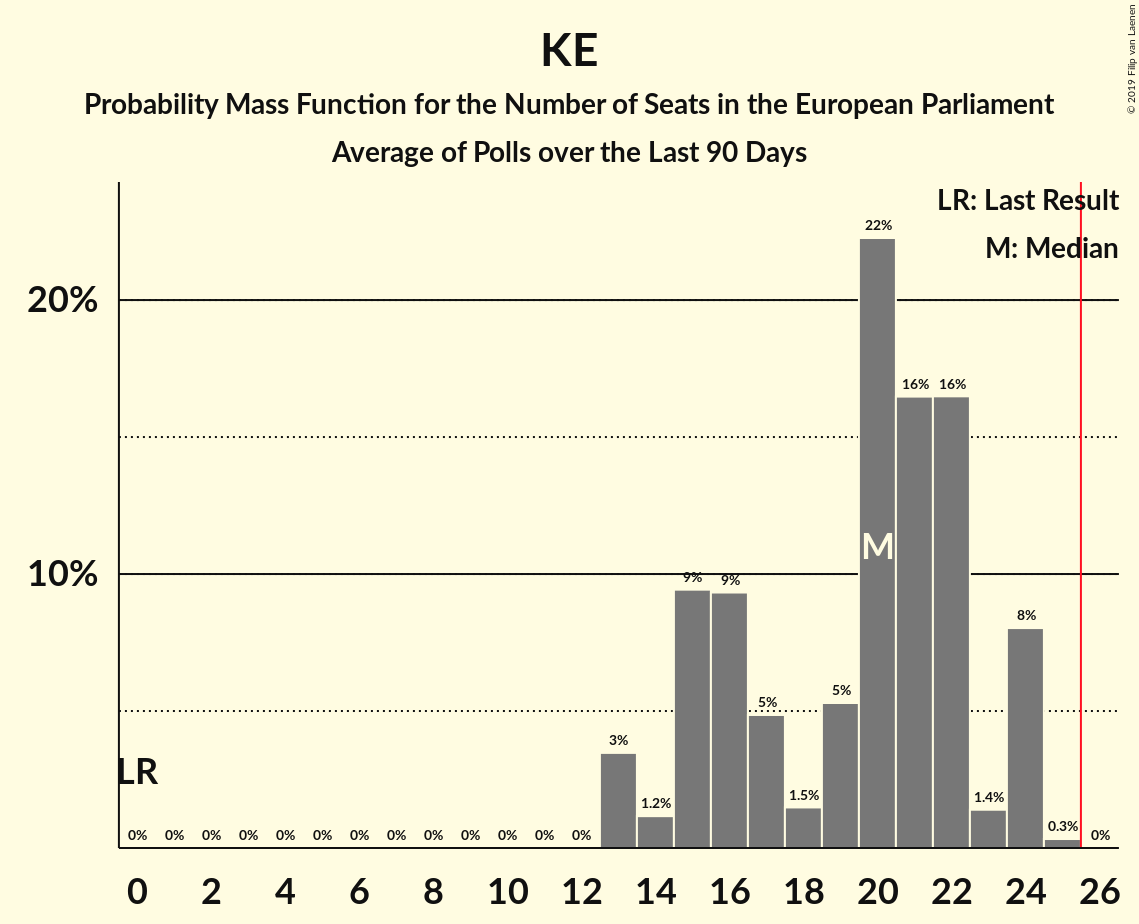 KE
Probability Mass Function for the Number of Seats in the European Parliament
Average of Polls over the Last 90 Days
© 2019 Filip van Laenen
LR: Last Result
M: Median
22%
20%
16% 16%
M
10%
9% 9%
8%
5%
5%
3%
LR
1.2%
1.5%
1.4%
0.3%
0% 0% 0% 0% 0% 0% 0% 0% 0% 0% 0% 0% 0% 0%
0 2 4 6 8 10 12 14 16 18 20 22 24 26